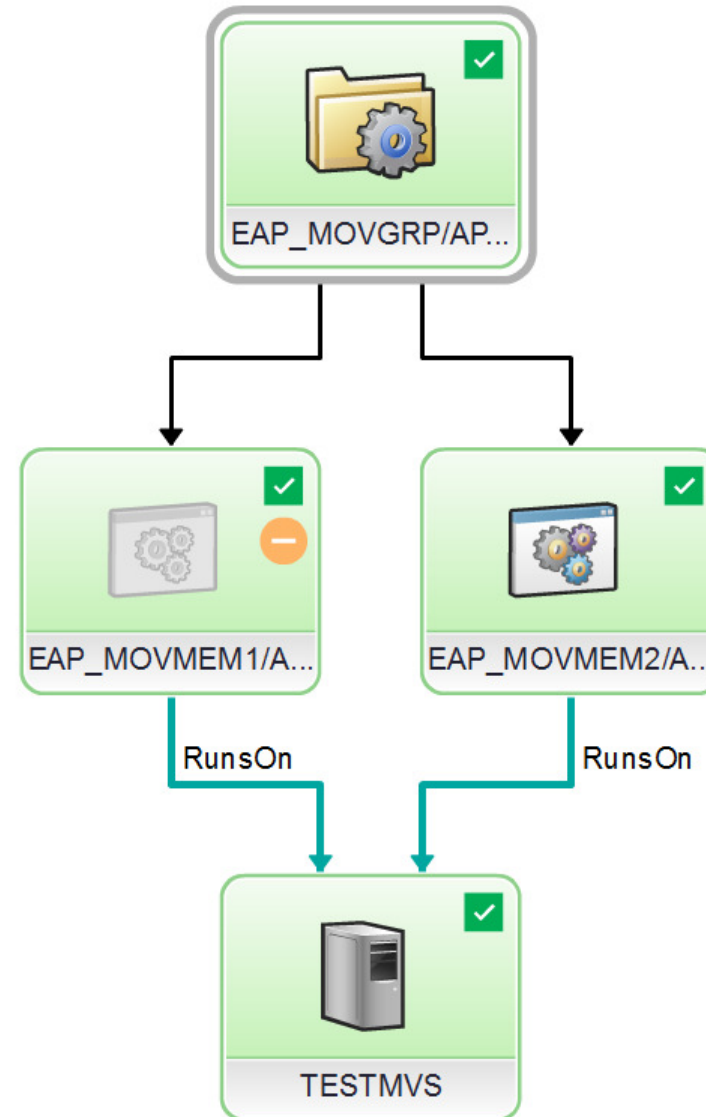 EAP_MOVGRP/AP...
EAP_MOVMEM1/A...
EAP_MOVMEM2/A...
RunsOn
RunsOn
TESTMVS